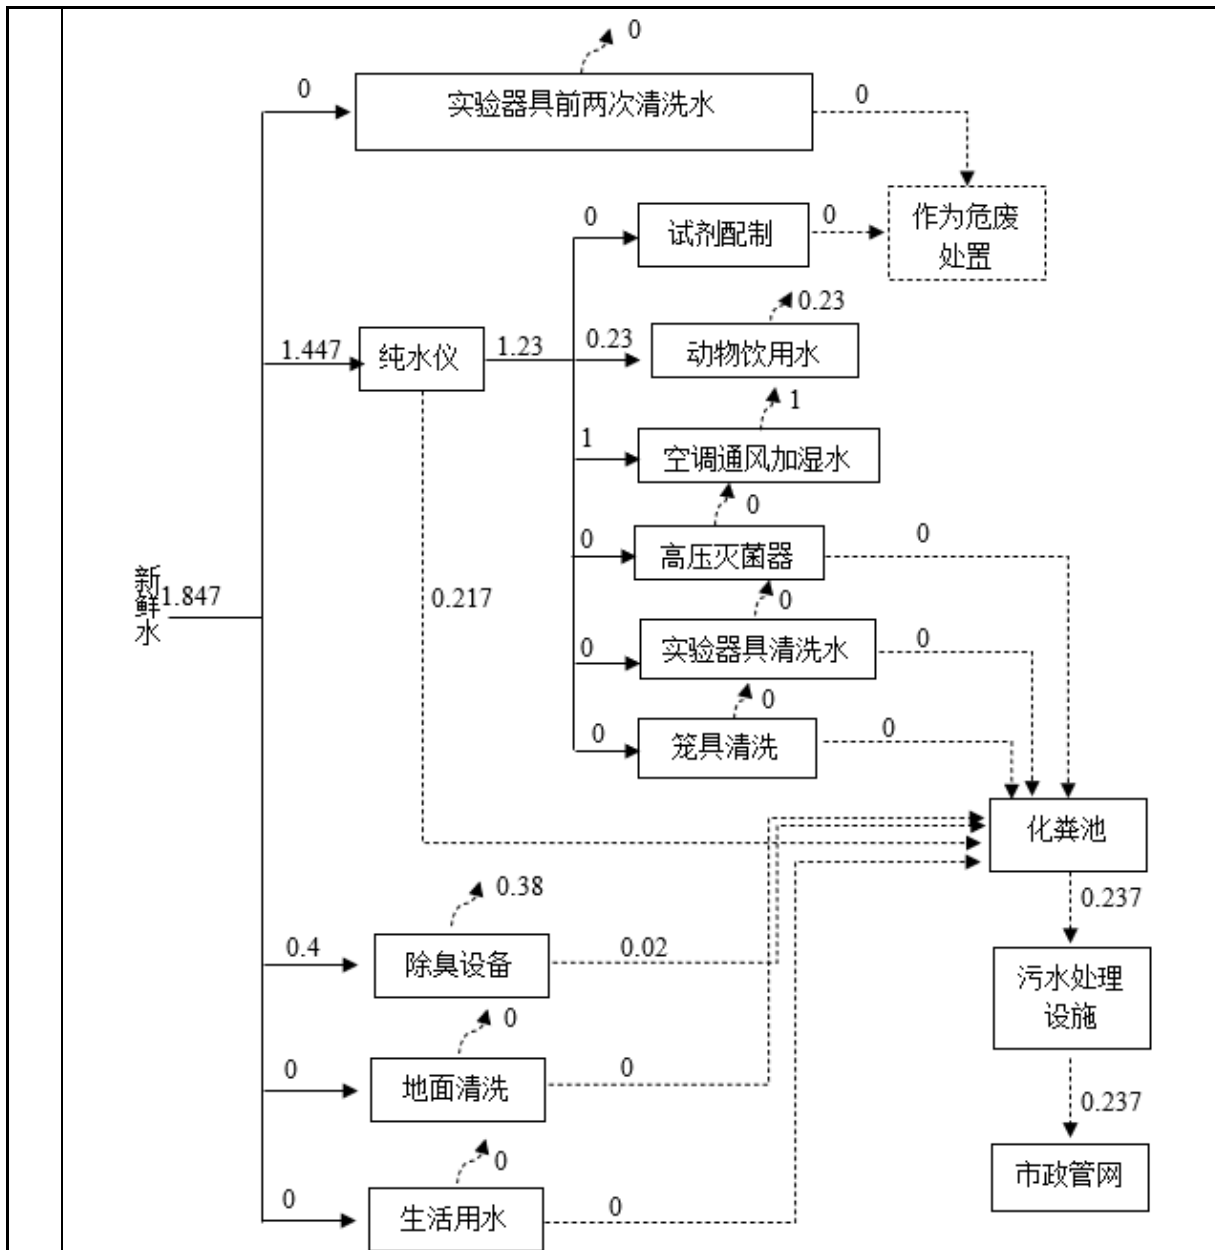 0
0
实验器具前两次清洗水
0
0
试剂配制
0
作为危废
处置
1.447
纯水仪
1.23
0.23
动物饮用水
0.23
1
空调通风加湿水
1
0
高压灭菌器
0
0
新
鲜
水
1.847
0.217
0
实验器具清洗水
0
0
0
笼具清洗
0
0
化粪池
0.237
0.4
除臭设备
0.38
0.02
污水处理
设施
0
地面清洗
0
0
0.237
市政管网
0
生活用水
0
0